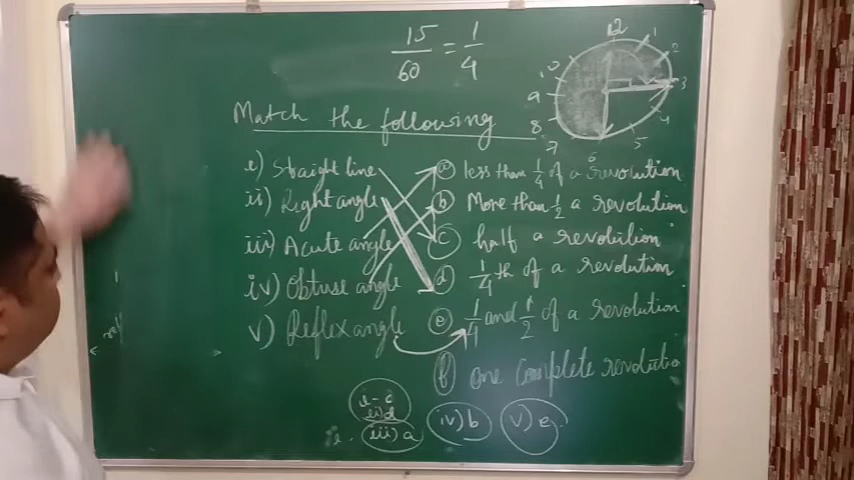 15/60 = 1/4
12
1
2
3
4
5
6
7
8
9
10
Match the following
i) Straight line
ii) Right angle
iii) Acute angle
iv) Obtuse angle
v) Reflex angle
a less than 1/4 of a revolution
b More than 1/2 a revolution
c half a revolution
d 1/4th of a revolution
e 1/4 and 1/2 of a revolution
f one complete revolution
i - c
ii) d
iii) a
iv) b
v) e